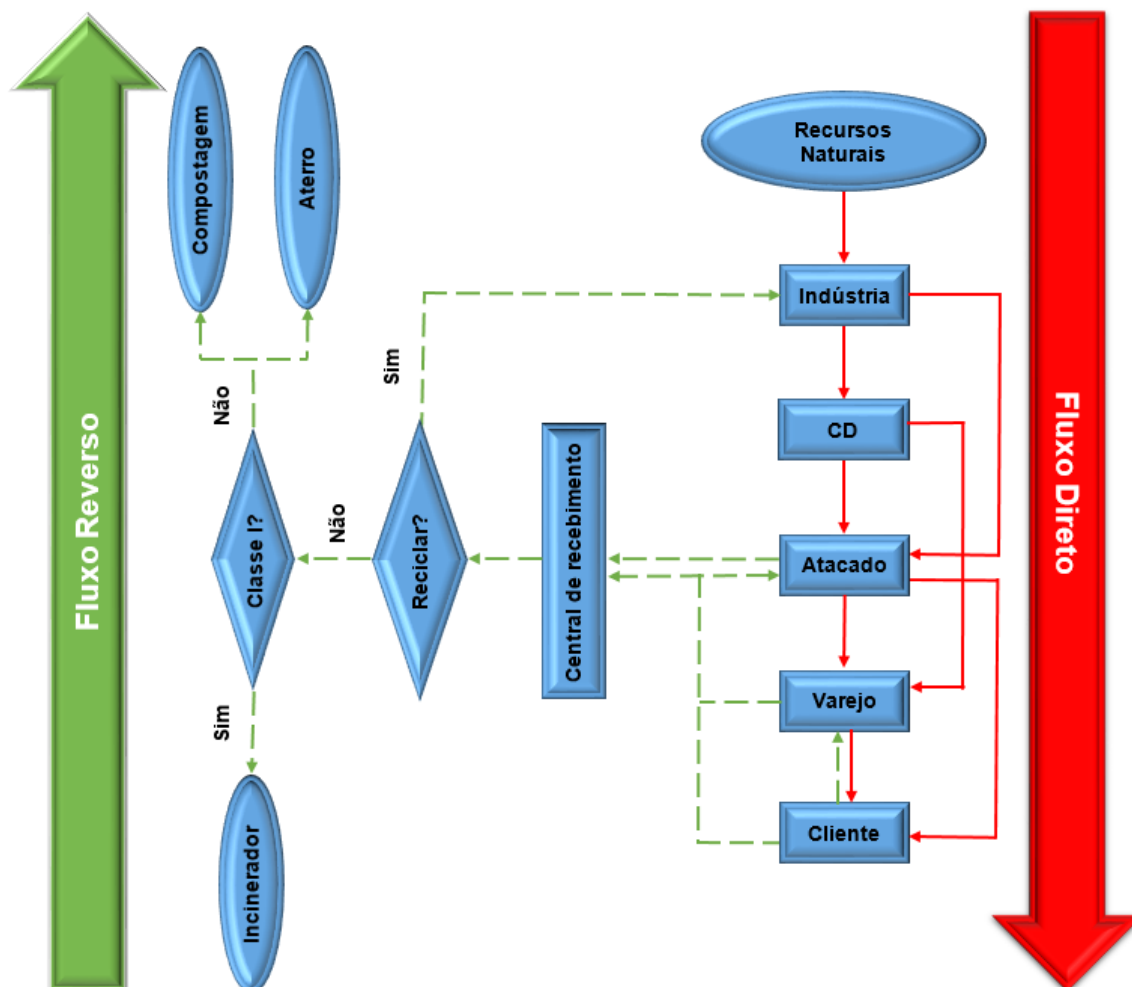 Fluxo Reverso
Compostagem
Aterro
Recursos
Naturais
Indústria
Sim
Não
CD
Fluxo Direto
Classe I?
Não
Reciclar?
Central de recebimento
Atacado
Sim
Varejo
Cliente
Incinerador